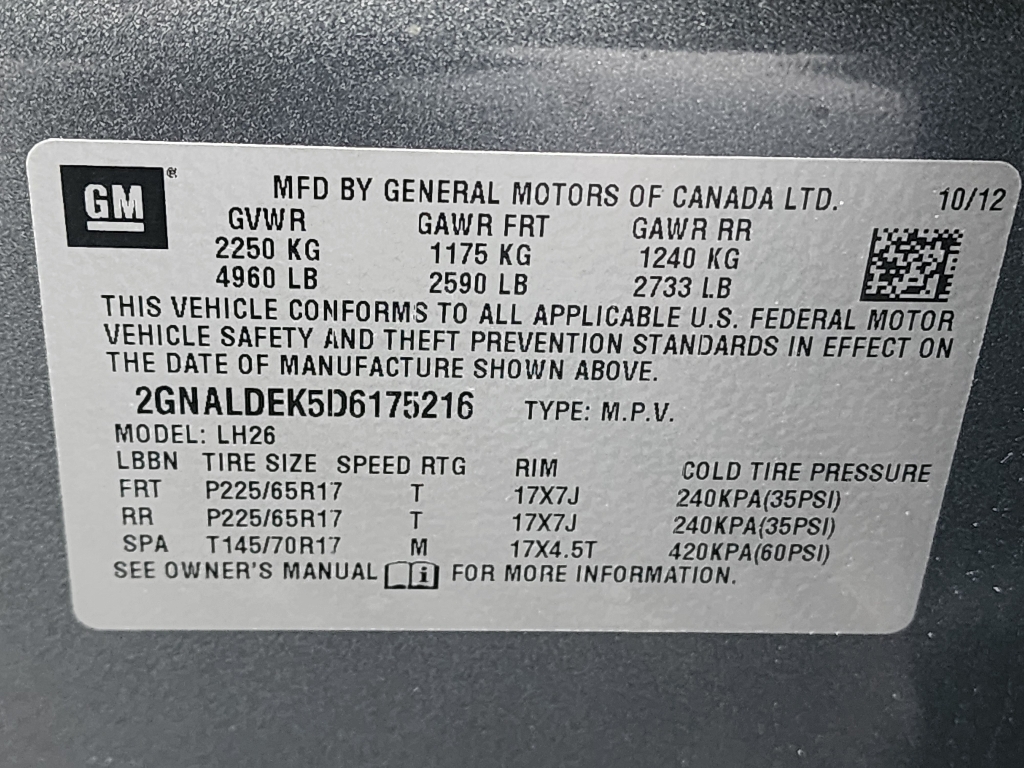 GM ® MFD BY GENERAL MOTORS OF CANADA LTD. 10/12
GVWR GAWR FRT GAWR RR
2250 KG 1175 KG 1240 KG
4960 LB 2590 LB 2733 LB
THIS VEHICLE CONFORMS TO ALL APPLICABLE U.S. FEDERAL MOTOR
VEHICLE SAFETY AND THEFT PREVENTION STANDARDS IN EFFECT ON
THE DATE OF MANUFACTURE SHOWN ABOVE.
2GNALDEK5D6175216 TYPE: M.P.V.
MODEL: LH26
LBBN TIRE SIZE SPEED RTG RIM COLD TIRE PRESSURE
FRT P225/65R17 T 17X7J 240KPA(35PSI)
RR P225/65R17 T 17X7J 240KPA(35PSI)
SPA T145/70R17 M 17X4.5T 420KPA(60PSI)
SEE OWNER'S MANUAL i FOR MORE INFORMATION.